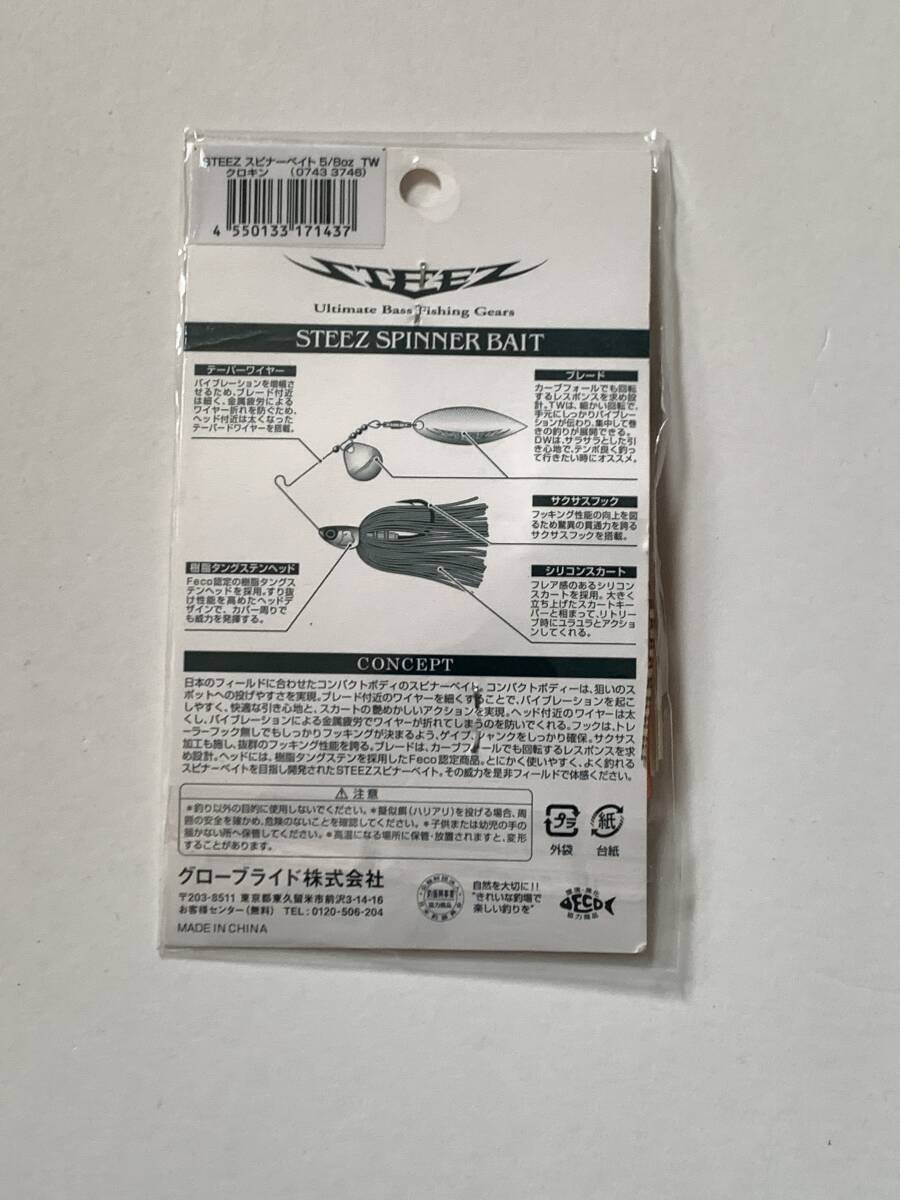 STEEZ スピナーベイト 5/8oz TW
クロキン (0743 3746)
4 550133 171437
STEEZ
Ultimate Bass Fishing Gears
STEEZ SPINNER BAIT
テーパーワイヤー
バイブレーションを増幅さ
せるため、ブレード付近
は細く、金属疲労による
ワイヤー折れを防ぐため、
ヘッド付近は太くなった
テーパードワイヤーを搭載。
ブレード
カーブフォールでも回転
するレスポンスを求め設
計。TWは、細かい回転で、
手元にしっかりバイブレー
ションが伝わり、集中して巻
きの釣りが展開できる。
DWは、サラサラとした引
き心地で、テンポ良く釣っ
て行きたい時にオススメ。
サクサスフック
フッキング性能の向上を図
るため驚異の貫通力を誇る
サクサスフックを搭載。
樹脂タングステンヘッド
Feco認定の樹脂タングス
テンヘッドを採用。すり抜
け性能を高めたヘッドデ
ザインで、カバー周りで
も威力を発揮する。
シリコンスカート
フレア感のあるシリコン
スカートを採用。大きく
立ち上げたスカートキー
パーと相まって、リトリー
ブ時にユラユラとアクショ
ンしてくれる。
CONCEPT
日本のフィールドに合わせたコンパクトボディのスピナーベイト。コンパクトボディーは、狙いのス
ポットへの投げやすさを実現。ブレード付近のワイヤーを細くすることで、バイブレーションを起こ
しやすく、快適な引き心地と、スカートの艶めかしいアクションを実現。ヘッド付近のワイヤーは太
くし、バイブレーションによる金属疲労でワイヤーが折れてしまうのを防いでくれる。フックは、トレ
ーラーフック無しでもしっかりフッキングが決まるよう、ゲイプ、シャンクをしっかり確保。サクサス
加工も施し、抜群のフッキング性能を誇る。ブレードは、カーブフォールでも回転するレスポンスを求
め設計。ヘッドには、樹脂タングステンを採用したFeco認定商品。とにかく使いやすく、よく釣れる
スピナーベイトを目指し開発されたSTEEZスピナーベイト。その威力を是非フィールドで体感ください。
注意
*釣り以外の目的に使用しないでください。*擬似餌(ハリアリ)を投げる場合、周
囲の安全を確かめ、危険のないことを確認してください。*子供または幼児の手の
届かない所へ保管してください。*高温になる場所に保管・放置されますと、変形
することがあります。
プラ
外袋
紙
台紙
グローブライド株式会社
〒203-8511 東京都東久留米市前沢3-14-16
お客様センター(無料) TEL:0120-506-204
MADE IN CHINA
自然を大切に!!
"きれいな釣場で
楽しい釣りを"
環境・美化
FECO
協力商品